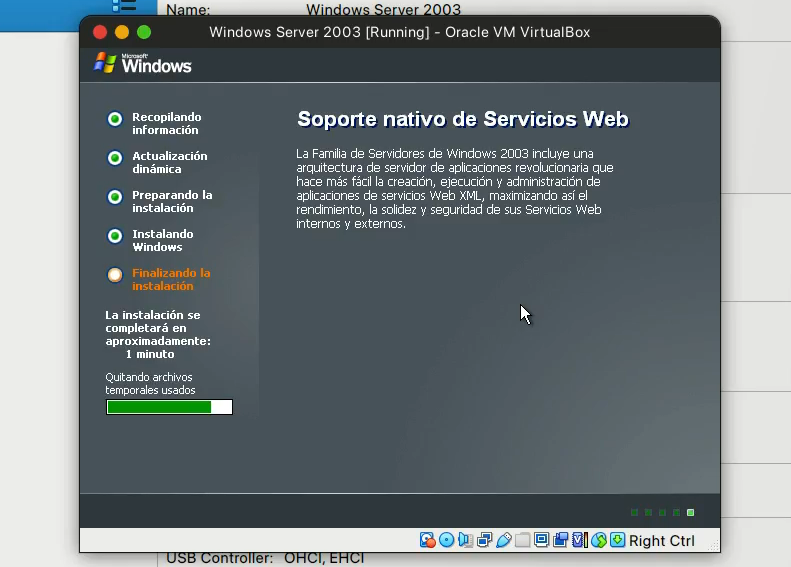 Name: Windows Server 2003
Windows Server 2003 [Running] - Oracle VM VirtualBox
Microsoft
Windows
Recopilando
información
Actualización
dinámica
Preparando la
instalación
Instalando
Windows
Finalizando la
instalación
La instalación se
completará en
aproximadamente:
1 minuto
Quitando archivos
temporales usados
Soporte nativo de Servicios Web
La Familia de Servidores de Windows 2003 incluye una
arquitectura de servidor de aplicaciones revolucionaria que
hace más fácil la creación, ejecución y administración de
aplicaciones de servicios Web XML, maximizando así el
rendimiento, la solidez y seguridad de sus Servicios Web
internos y externos.
Right Ctrl
USB Controller: OHCI, EHCI